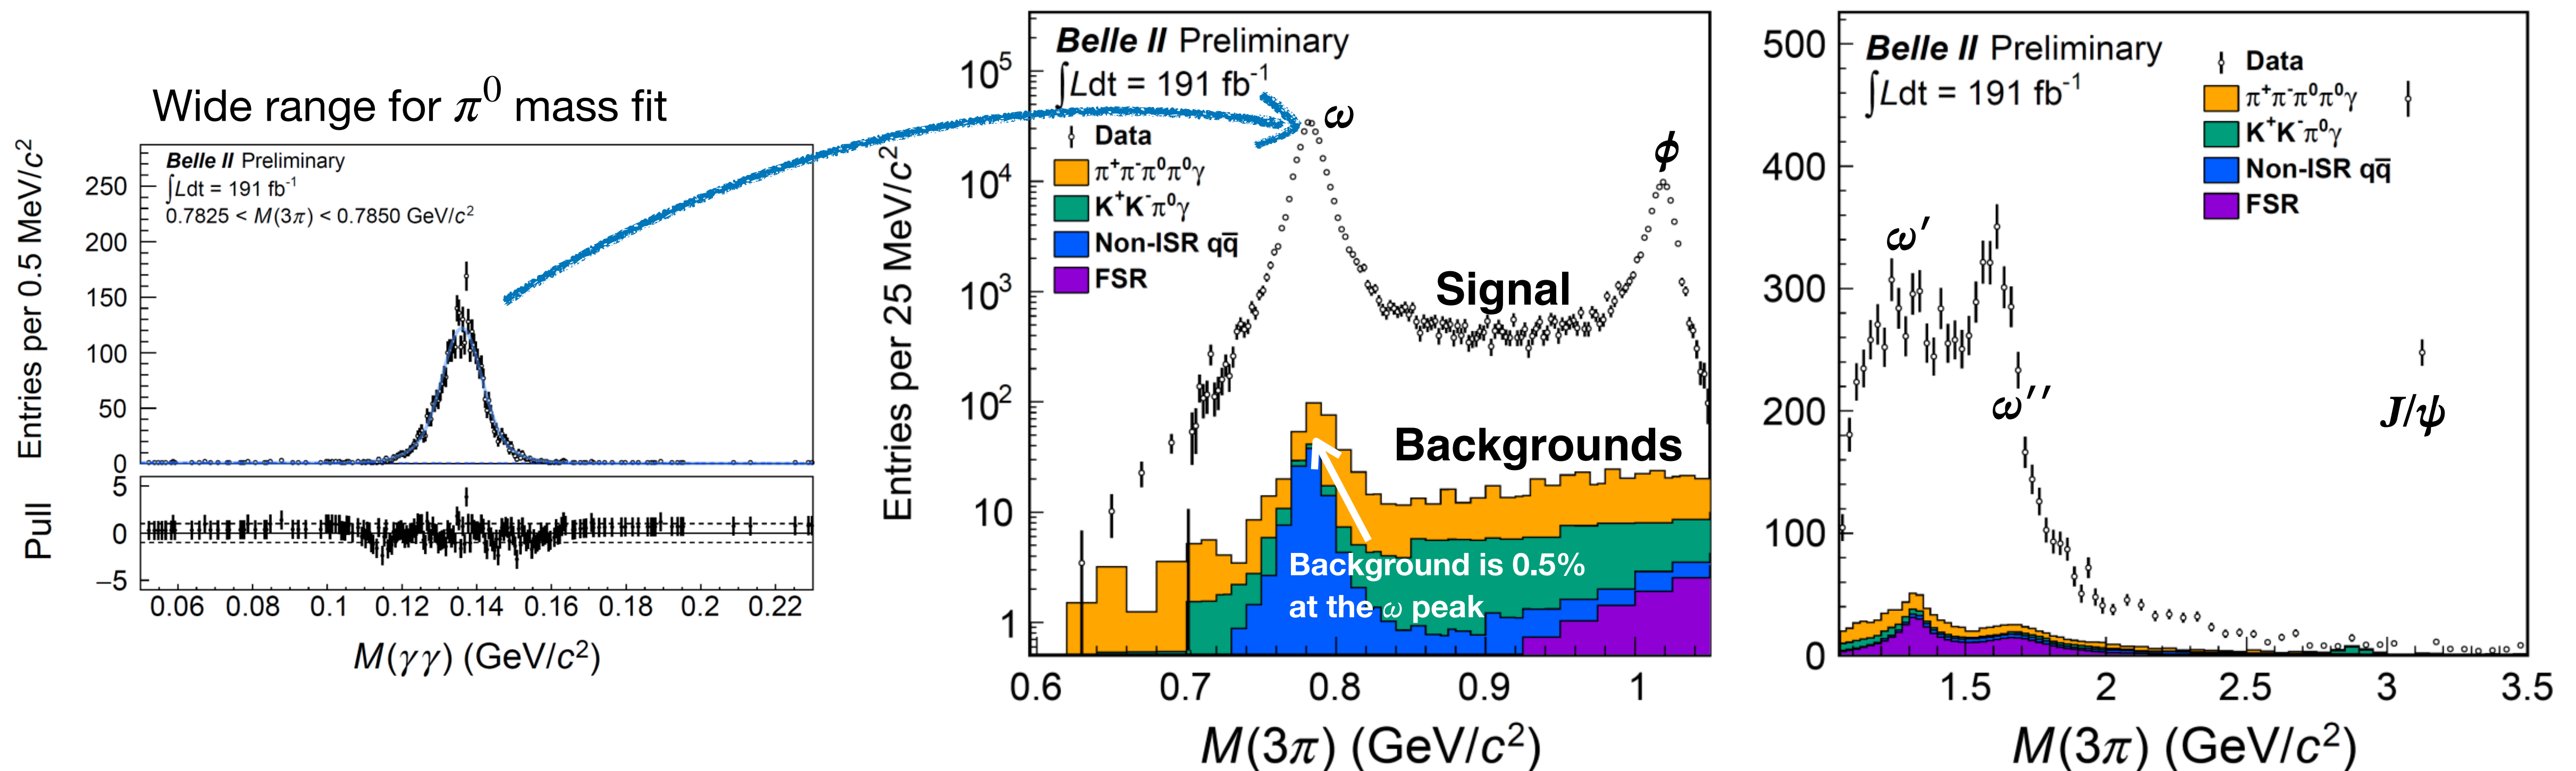 Wide range for π⁰ mass fit
Belle II Preliminary
∫Ldt = 191 fb⁻¹
0.7825 < M(3π) < 0.7850 GeV/c²
Entries per 0.5 MeV/c²
250
200
150
100
50
0
Pull
5
0
−5
0.06 0.08 0.1 0.12 0.14 0.16 0.18 0.2 0.22
M(γγ) (GeV/c²)
Belle II Preliminary
∫Ldt = 191 fb⁻¹
Data
π⁺π⁻π⁰π⁰γ
K⁺K⁻π⁰γ
Non-ISR qq̅
FSR
ω
ϕ
Signal
Backgrounds
Background is 0.5%
at the ω peak
Entries per 25 MeV/c²
10⁵
10⁴
10³
10²
10
1
0.6 0.7 0.8 0.9 1
M(3π) (GeV/c²)
Belle II Preliminary
∫Ldt = 191 fb⁻¹
Data
π⁺π⁻π⁰π⁰γ
K⁺K⁻π⁰γ
Non-ISR qq̅
FSR
ω′
ω′′
J/ψ
500
400
300
200
100
0
1.5 2 2.5 3 3.5
M(3π) (GeV/c²)